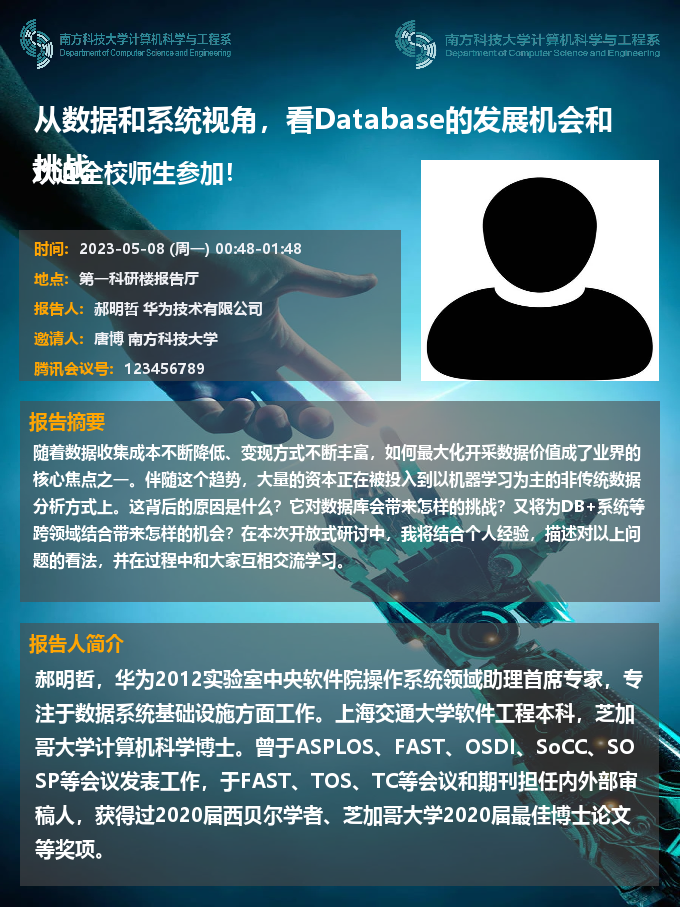 南方科技大学计算机科学与工程系
Department of Computer Science and Engineering
南方科技大学计算机科学与工程系
Department of Computer Science and Engineering
从数据和系统视角，看Database的发展机会和
挑战
欢迎全校师生参加！
时间：2023-05-08 (周一) 00:48-01:48
地点：第一科研楼报告厅
报告人：郝明哲 华为技术有限公司
邀请人：唐博 南方科技大学
腾讯会议号：123456789
报告摘要
随着数据收集成本不断降低、变现方式不断丰富，如何最大化开采数据价值成了业界的
核心焦点之一。伴随这个趋势，大量的资本正在被投入到以机器学习为主的非传统数据
分析方式上。这背后的原因是什么？它对数据库会带来怎样的挑战？又将为DB+系统等
跨领域结合带来怎样的机会？在本次开放式研讨中，我将结合个人经验，描述对以上问
题的看法，并在过程中和大家互相交流学习。
报告人简介
郝明哲，华为2012实验室中央软件院操作系统领域助理首席专家，专
注于数据系统基础设施方面工作。上海交通大学软件工程本科，芝加
哥大学计算机科学博士。曾于ASPLOS、FAST、OSDI、SoCC、SO
SP等会议发表工作，于FAST、TOS、TC等会议和期刊担任内外部审
稿人，获得过2020届西贝尔学者、芝加哥大学2020届最佳博士论文
等奖项。